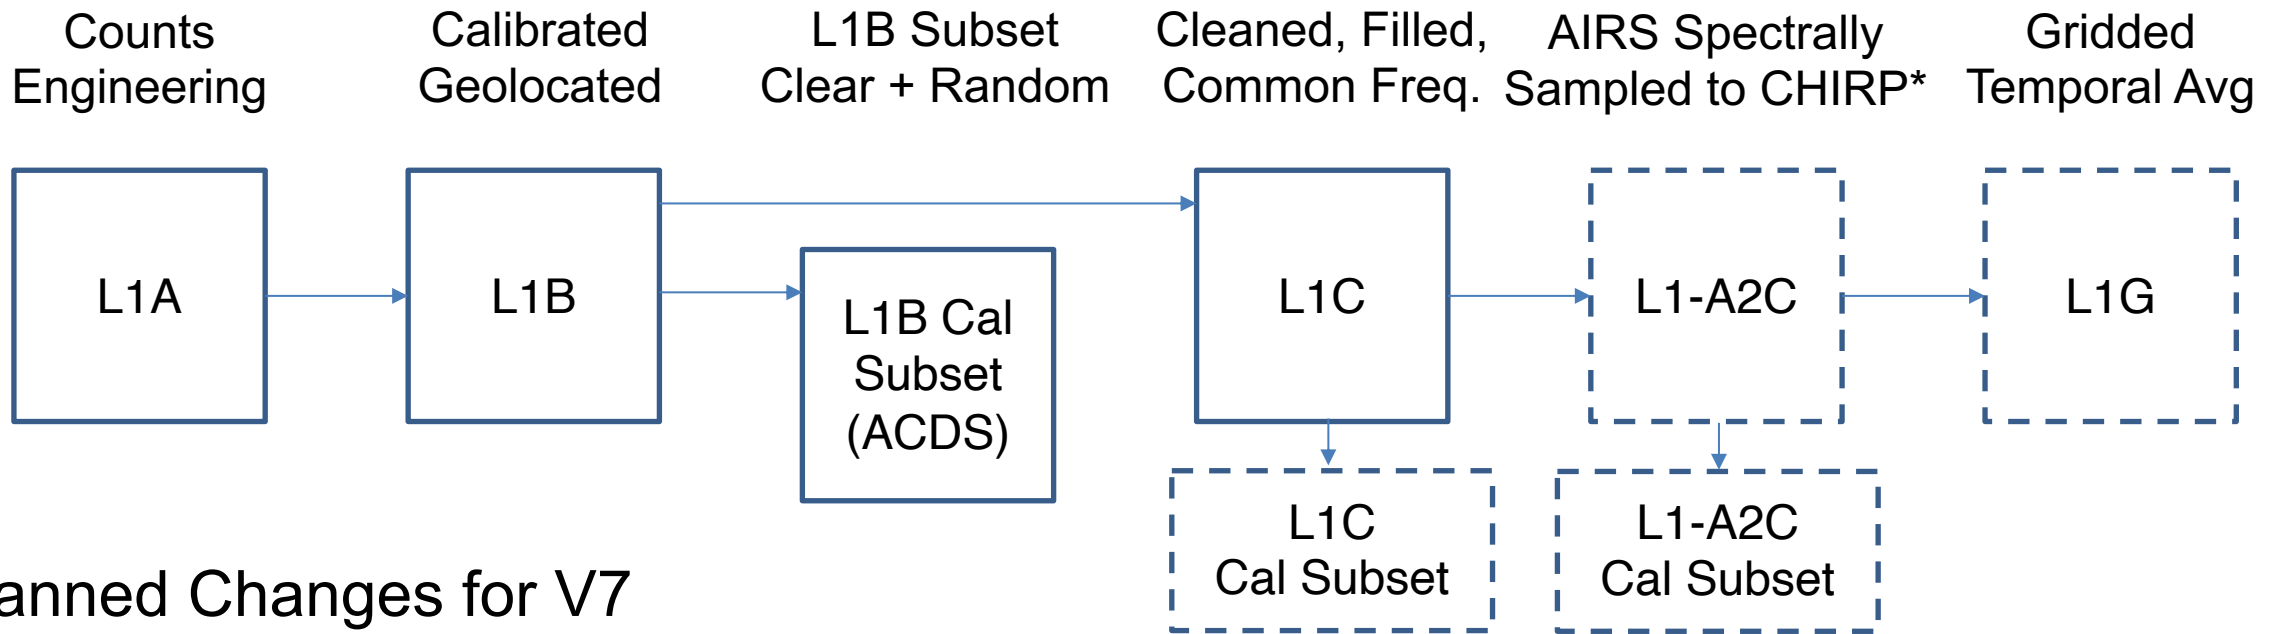 Counts
Engineering
Calibrated
Geolocated
L1B Subset
Clear + Random
Cleaned, Filled,
Common Freq.
AIRS Spectrally
Sampled to CHIRP*
Gridded
Temporal Avg
L1A
L1B
L1B Cal
Subset
(ACDS)
L1C
L1-A2C
L1G
L1C
Cal Subset
L1-A2C
Cal Subset
anned Changes for V7